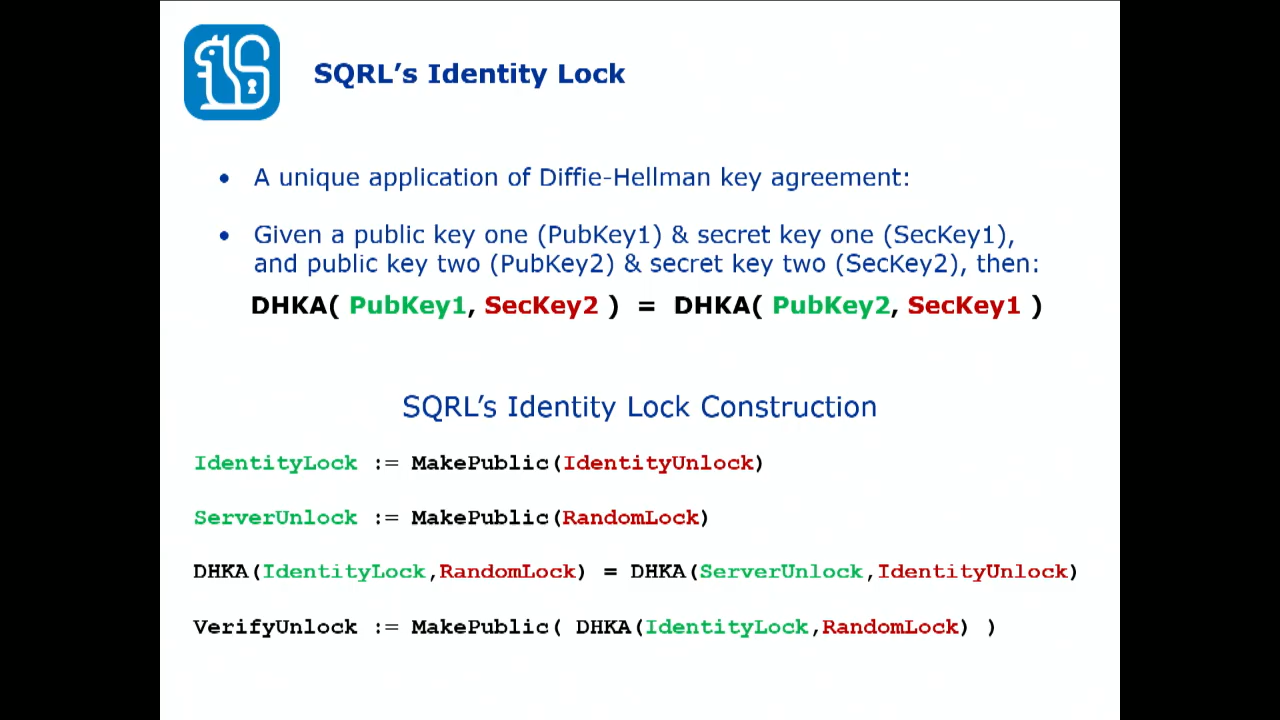 SQRL's Identity Lock
• A unique application of Diffie-Hellman key agreement:
• Given a public key one (PubKey1) & secret key one (SecKey1),
and public key two (PubKey2) & secret key two (SecKey2), then:
DHKA( PubKey1, SecKey2 ) = DHKA( PubKey2, SecKey1 )
SQRL's Identity Lock Construction
IdentityLock := MakePublic(IdentityUnlock)
ServerUnlock := MakePublic(RandomLock)
DHKA(IdentityLock,RandomLock) = DHKA(ServerUnlock,IdentityUnlock)
VerifyUnlock := MakePublic( DHKA(IdentityLock,RandomLock) )